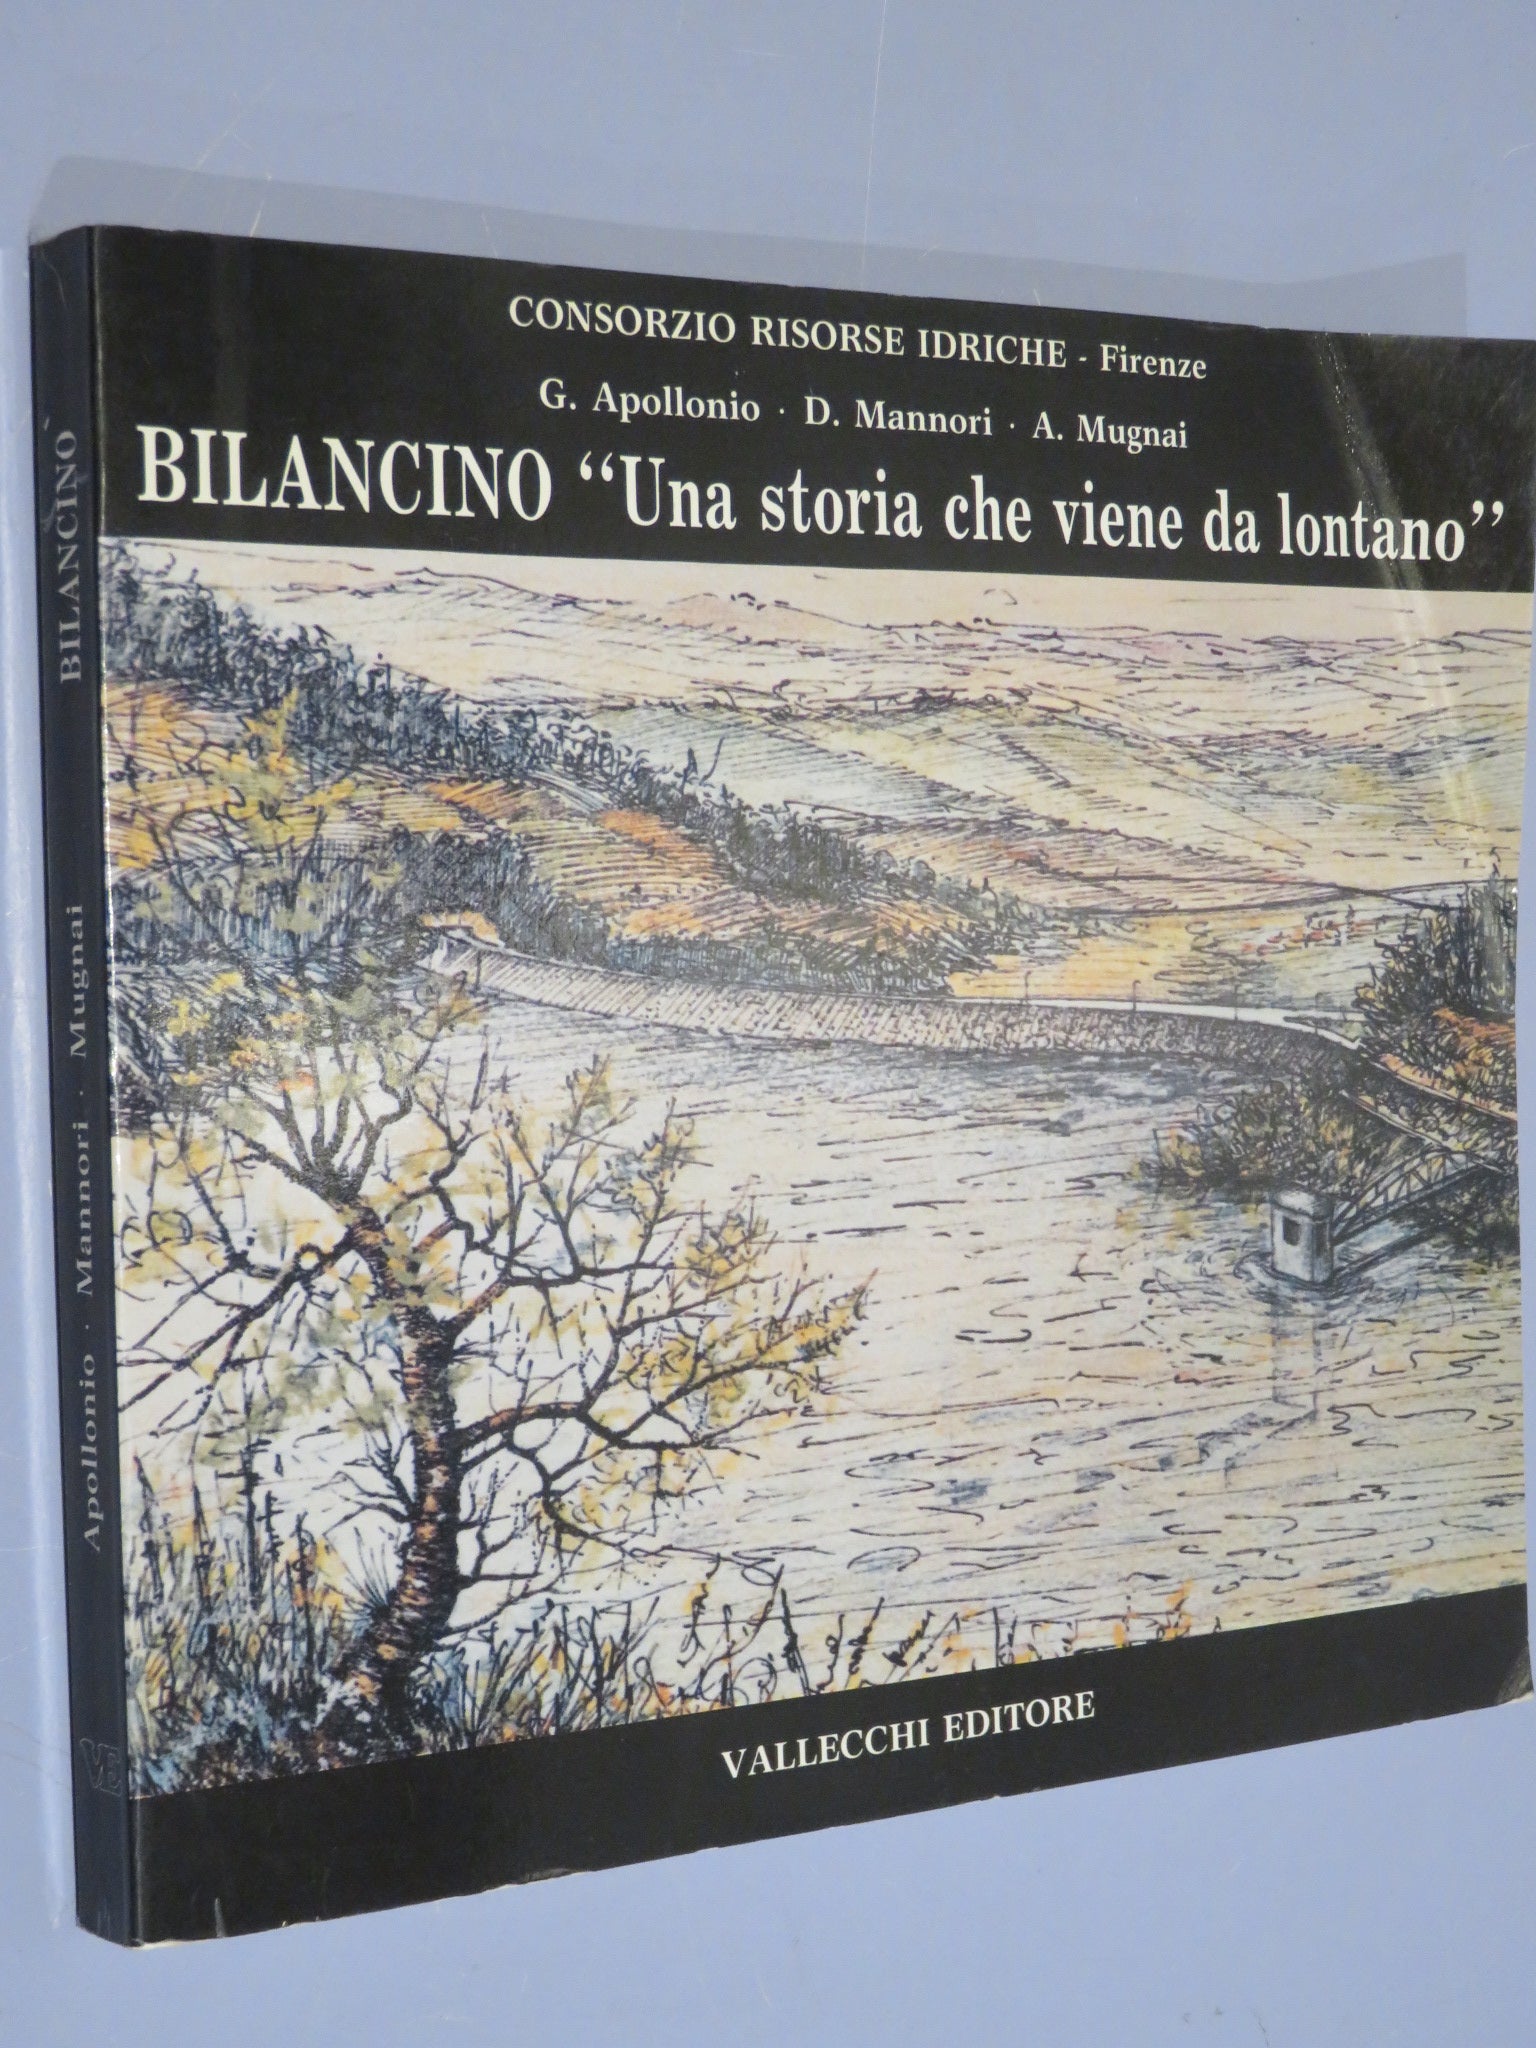 CONSORZIO RISORSE IDRICHE - Firenze
G. Apollonio · D. Mannori · A. Mugnai
BILANCINO “Una storia che viene da lontano”
VALLECCHI EDITORE
Apollonio · Mannori · Mugnai BILANCINO
VE